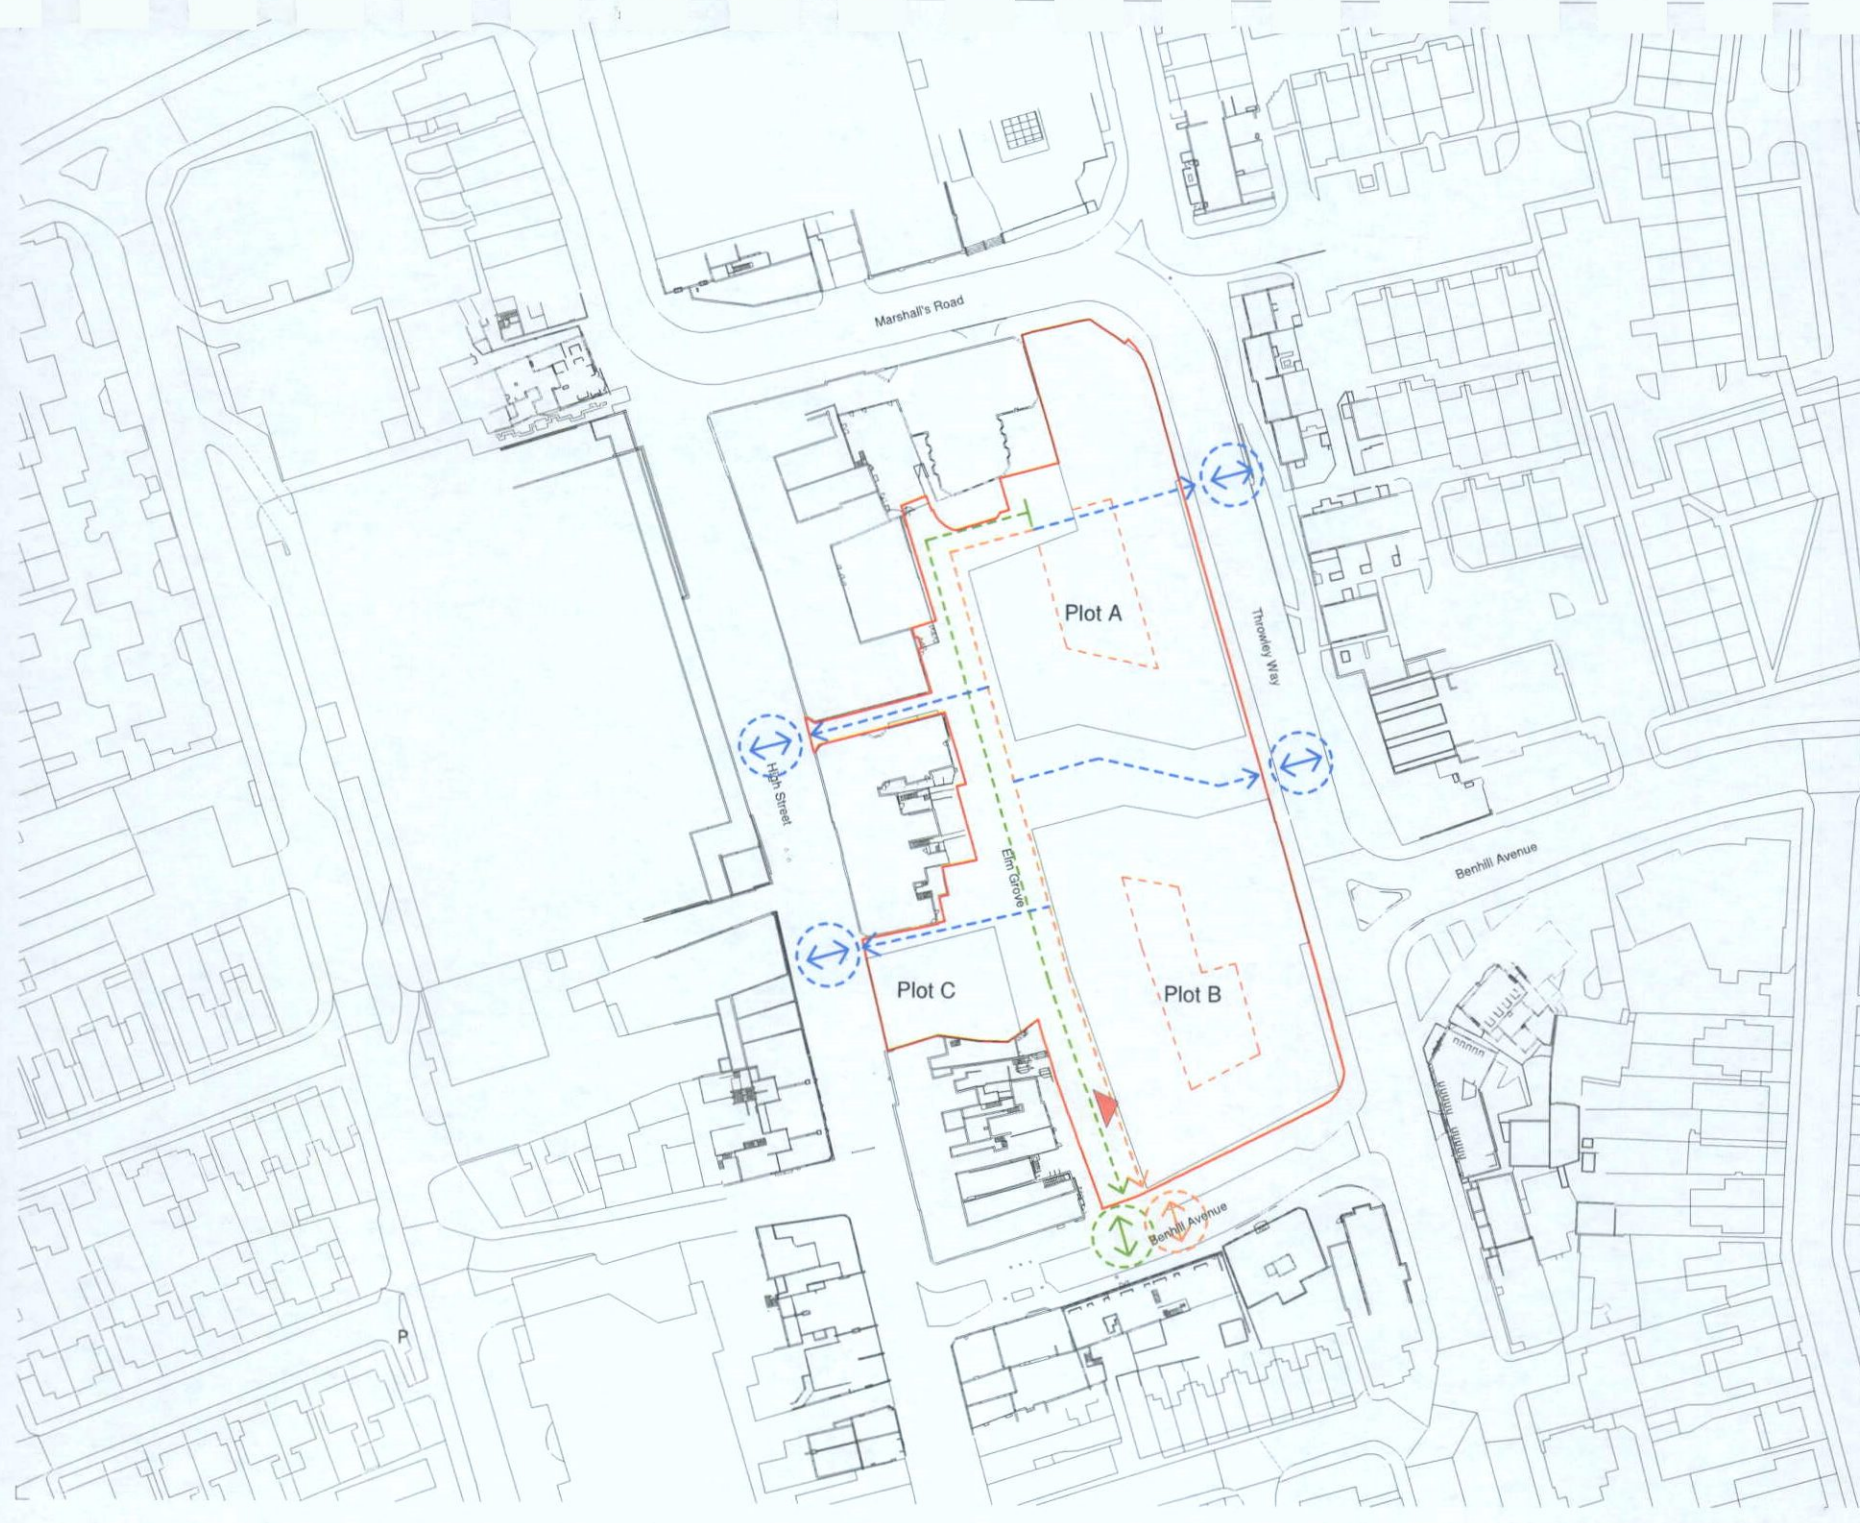 Marshall's Road
Plot A
Throwley Way
High Street
Elm Grove
Benhill Avenue
Plot C
Plot B
Benhill Avenue
P